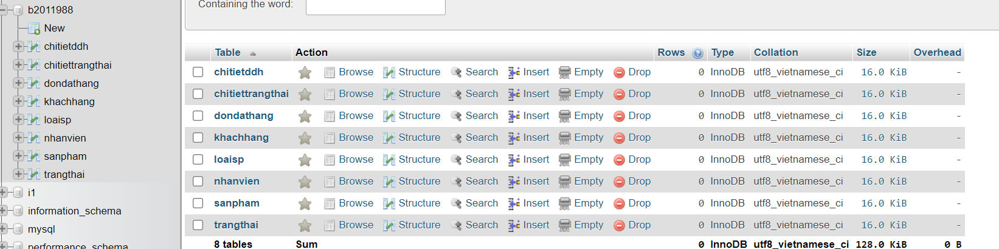 b2011988
New
chitietddh
chitiettrangthai
dondathang
khachhang
loaisp
nhanvien
sanpham
trangthai
i1
information_schema
mysql
performance_schema
Containing the word:
Table Action Rows Type Collation Size Overhead
chitietddh Browse Structure Search Insert Empty Drop 0 InnoDB utf8_vietnamese_ci 16.0 KiB -
chitiettrangthai Browse Structure Search Insert Empty Drop 0 InnoDB utf8_vietnamese_ci 16.0 KiB -
dondathang Browse Structure Search Insert Empty Drop 0 InnoDB utf8_vietnamese_ci 16.0 KiB -
khachhang Browse Structure Search Insert Empty Drop 0 InnoDB utf8_vietnamese_ci 16.0 KiB -
loaisp Browse Structure Search Insert Empty Drop 0 InnoDB utf8_vietnamese_ci 16.0 KiB -
nhanvien Browse Structure Search Insert Empty Drop 0 InnoDB utf8_vietnamese_ci 16.0 KiB -
sanpham Browse Structure Search Insert Empty Drop 0 InnoDB utf8_vietnamese_ci 16.0 KiB -
trangthai Browse Structure Search Insert Empty Drop 0 InnoDB utf8_vietnamese_ci 16.0 KiB -
8 tables Sum 0 InnoDB utf8_vietnamese_ci 128.0 KiB 0 B